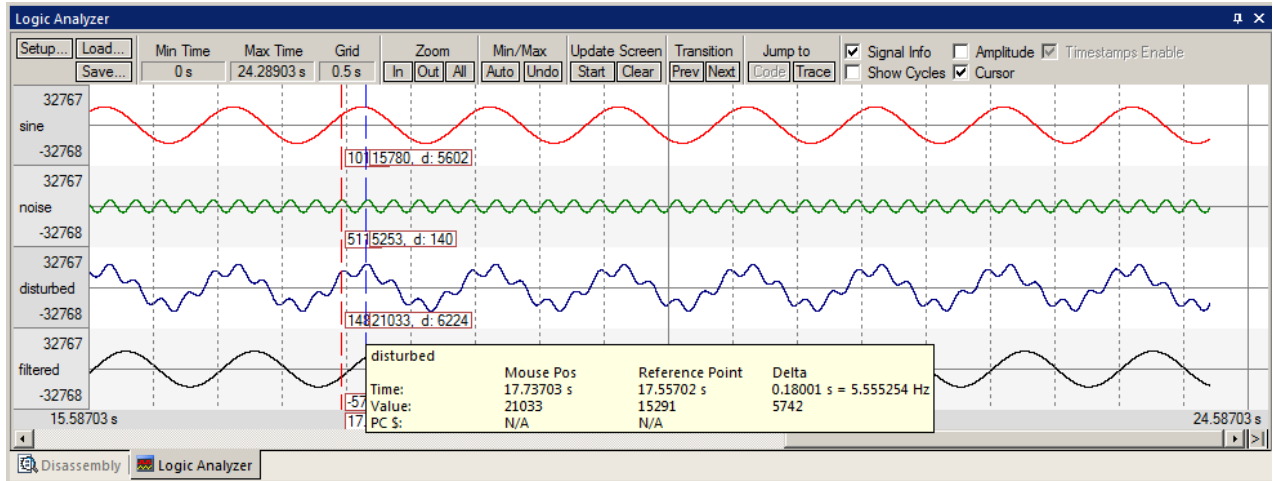 Logic Analyzer
Setup... Load... Min Time Max Time Grid Zoom Min/Max Update Screen Transition Jump to Signal Info Amplitude Timestamps Enable
Save... 0 s 24.28903 s 0.5 s In Out All Auto Undo Start Clear Prev Next Code Trace Show Cycles Cursor
32767
sine
-32768
15780, d: 5602
32767
noise
-32768
5253, d: 140
32767
disturbed
-32768
21033, d: 6224
32767
filtered
-32768
disturbed
Mouse Pos Reference Point Delta
Time: 17.73703 s 17.55702 s 0.18001 s = 5.555254 Hz
Value: 21033 15291 5742
PC $: N/A N/A
-57
17.
15.58703 s 24.58703 s
Disassembly Logic Analyzer